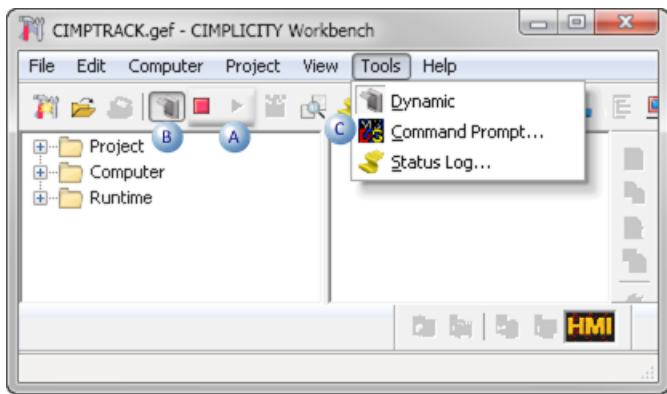 CIMPTRACK.gef - CIMPLICITY Workbench
File Edit Computer Project View Tools Help
Dynamic
Command Prompt...
Status Log...
B
A
C
Project
Computer
Runtime
HMI